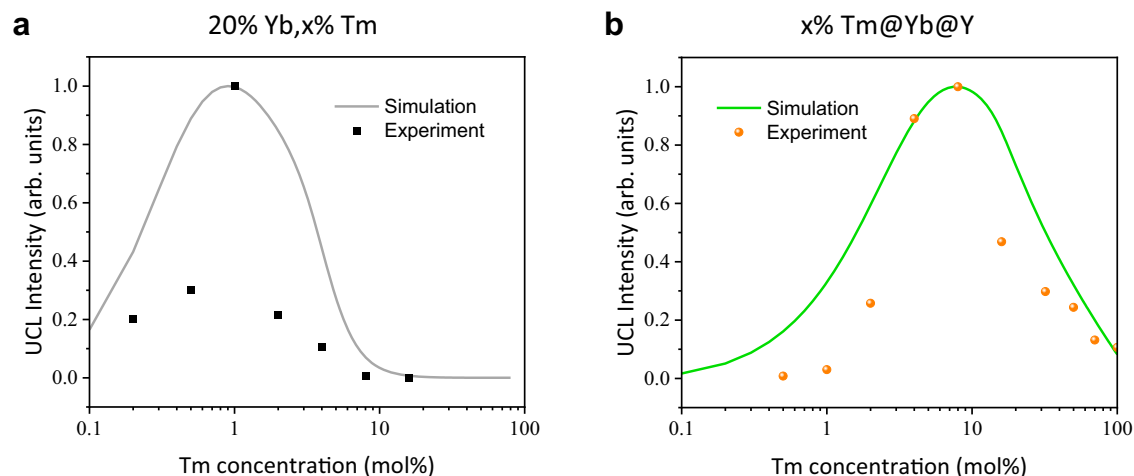 a
20% Yb,x% Tm
UCL Intensity (arb. units)
1.0
0.8
0.6
0.4
0.2
0.0
Simulation
Experiment
0.1
1
10
100
Tm concentration (mol%)
b
x% Tm@Yb@Y
UCL Intensity (arb. units)
1.0
0.8
0.6
0.4
0.2
0.0
Simulation
Experiment
0.1
1
10
100
Tm concentration (mol%)